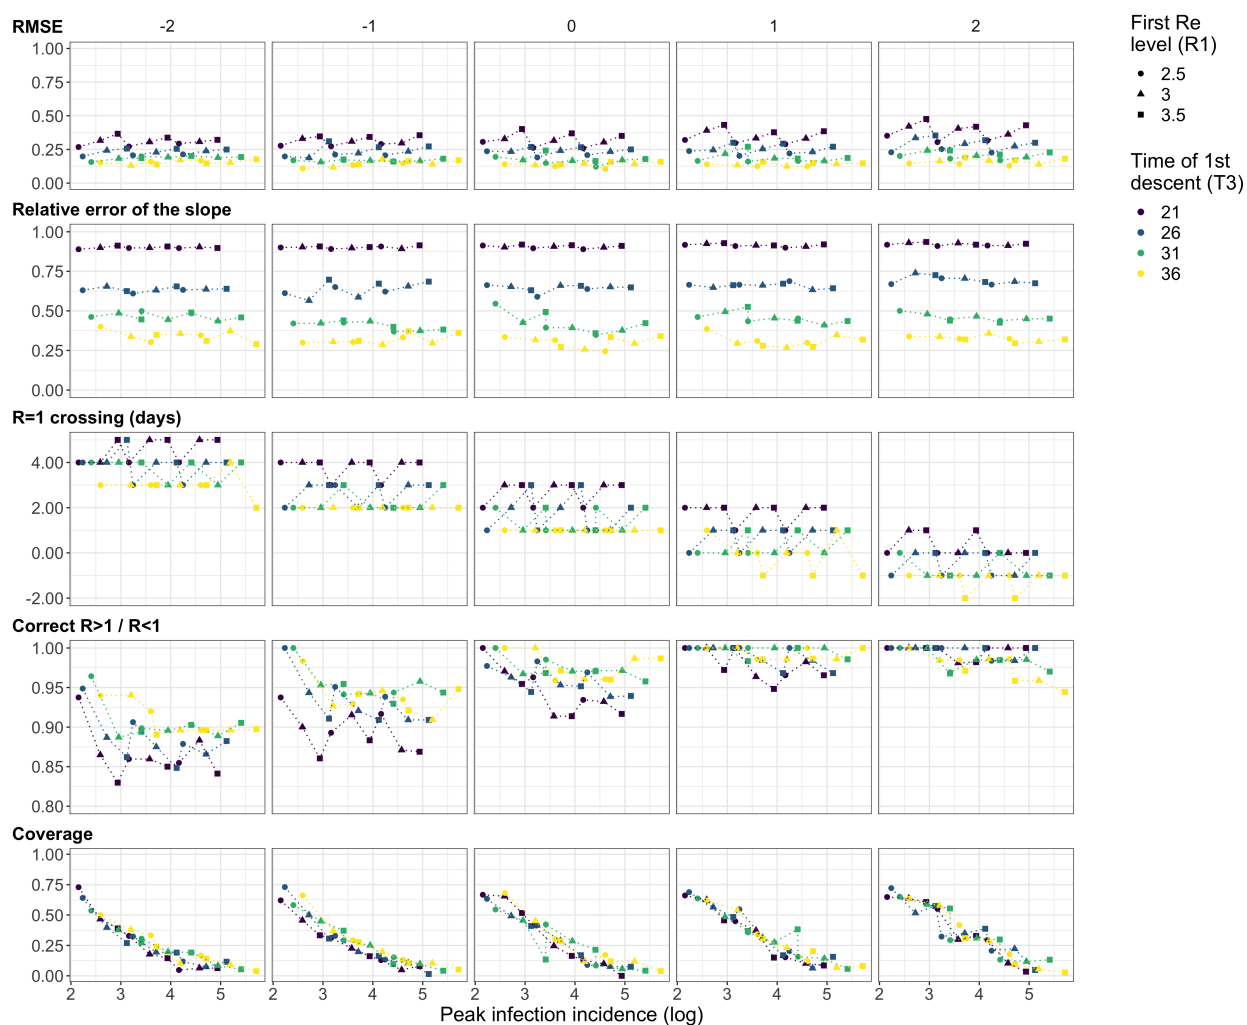 RMSE
-2 -1 0 1 2
1.00
0.75
0.50
0.25
0.00
Relative error of the slope
1.00
0.75
0.50
0.25
0.00
R=1 crossing (days)
4.00
2.00
0.00
-2.00
Correct R>1 / R<1
1.00
0.95
0.90
0.85
0.80
Coverage
1.00
0.75
0.50
0.25
0.00
2 3 4 5 2 3 4 5 2 3 4 5 2 3 4 5 2 3 4 5
Peak infection incidence (log)
First Re
level (R1)
2.5
3
3.5
Time of 1st
descent (T3)
21
26
31
36